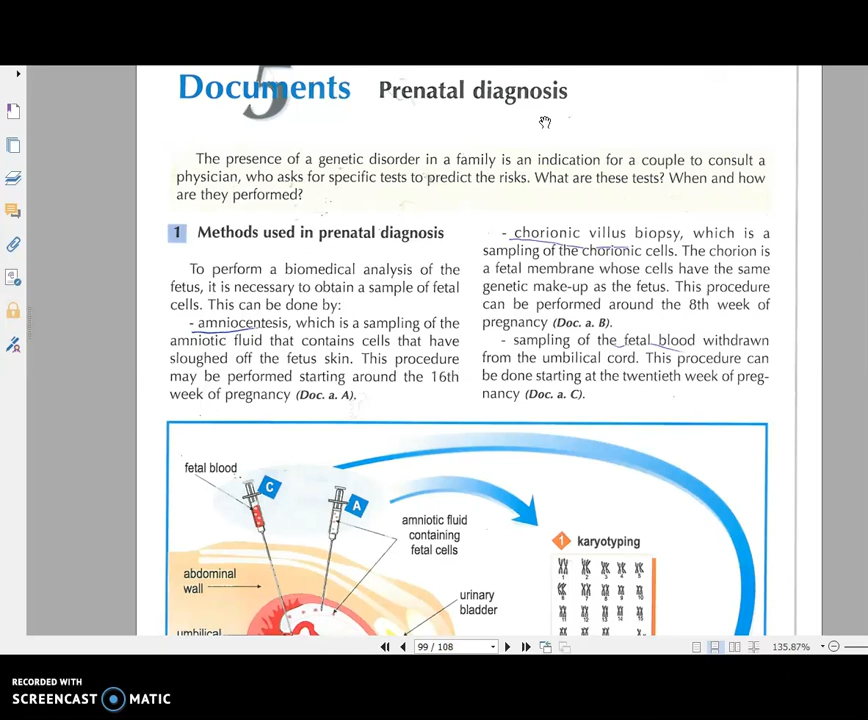 5
Documents Prenatal diagnosis
The presence of a genetic disorder in a family is an indication for a couple to consult a
physician, who asks for specific tests to predict the risks. What are these tests? When and how
are they performed?
1 Methods used in prenatal diagnosis
To perform a biomedical analysis of the
fetus, it is necessary to obtain a sample of fetal
cells. This can be done by:
- amniocentesis, which is a sampling of the
amniotic fluid that contains cells that have
sloughed off the fetus skin. This procedure
may be performed starting around the 16th
week of pregnancy (Doc. a. A).
- chorionic villus biopsy, which is a
sampling of the chorionic cells. The chorion is
a fetal membrane whose cells have the same
genetic make-up as the fetus. This procedure
can be performed around the 8th week of
pregnancy (Doc. a. B).
- sampling of the fetal blood withdrawn
from the umbilical cord. This procedure can
be done starting at the twentieth week of preg-
nancy (Doc. a. C).
fetal blood
C
A
amniotic fluid
containing
fetal cells
1 karyotyping
1 2 3 4 5
abdominal
wall
urinary
bladder
umbilical
99 / 108
135.87%
RECORDED WITH
SCREENCAST MATIC